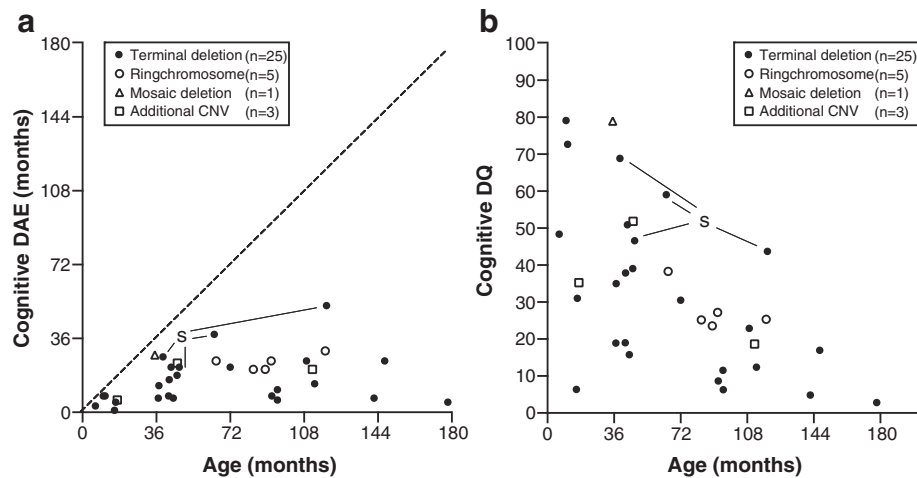 a
180
144
108
72
36
0
Cognitive DAE (months)
Terminal deletion (n=25)
Ringchromosome (n=5)
Mosaic deletion (n=1)
Additional CNV (n=3)
S
0 36 72 108 144 180
Age (months)
b
100
90
80
70
60
50
40
30
20
10
0
Cognitive DQ
Terminal deletion (n=25)
Ringchromosome (n=5)
Mosaic deletion (n=1)
Additional CNV (n=3)
S
0 36 72 108 144 180
Age (months)